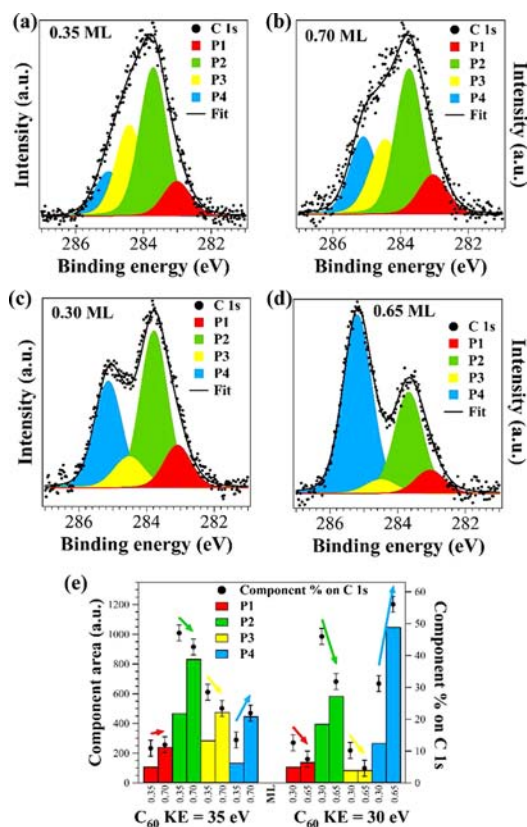 (a)
0.35 ML
C 1s
P1
P2
P3
P4
Fit
Intensity (a.u.)
286 284 282
Binding energy (eV)
(b)
0.70 ML
C 1s
P1
P2
P3
P4
Fit
Intensity (a.u.)
286 284 282
Binding energy (eV)
(c)
0.30 ML
C 1s
P1
P2
P3
P4
Fit
Intensity (a.u.)
286 284 282
Binding energy (eV)
(d)
0.65 ML
C 1s
P1
P2
P3
P4
Fit
Intensity (a.u.)
286 284 282
Binding energy (eV)
(e)
Component % on C 1s
P1
P2
P3
P4
Component area (a.u.)
1200
1000
800
600
400
200
0
60
50
40
30
20
10
0
Component % on C 1s
0.35 0.70 0.35 0.70 0.35 0.70 0.35 0.70 ML 0.30 0.65 0.30 0.65 0.30 0.65 0.30 0.65
C₆₀ KE = 35 eV C₆₀ KE = 30 eV